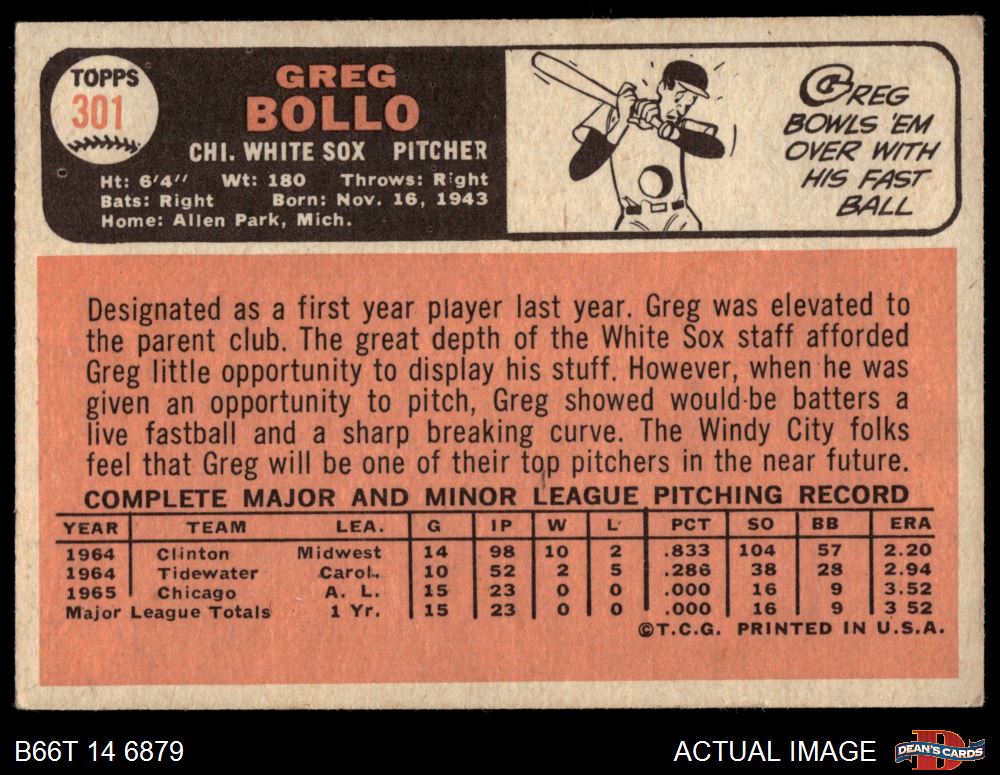 TOPPS
301
GREG
BOLLO
CHI. WHITE SOX PITCHER
Ht: 6'4" Wt: 180 Throws: Right
Bats: Right Born: Nov. 16, 1943
Home: Allen Park, Mich.
GREG
BOWLS 'EM
OVER WITH
HIS FAST
BALL
Designated as a first year player last year. Greg was elevated to
the parent club. The great depth of the White Sox staff afforded
Greg little opportunity to display his stuff. However, when he was
given an opportunity to pitch, Greg showed would-be batters a
live fastball and a sharp breaking curve. The Windy City folks
feel that Greg will be one of their top pitchers in the near future.
COMPLETE MAJOR AND MINOR LEAGUE PITCHING RECORD
YEAR TEAM LEA. G IP W L PCT SO BB ERA
1964 Clinton Midwest 14 98 10 2 .833 104 57 2.20
1964 Tidewater Carol. 10 52 2 5 .286 38 28 2.94
1965 Chicago A. L. 15 23 0 0 .000 16 9 3.52
Major League Totals 1 Yr. 15 23 0 0 .000 16 9 3 52
©T.C.G. PRINTED IN U.S.A.
B66T 14 6879
ACTUAL IMAGE
DEAN'S CARDS